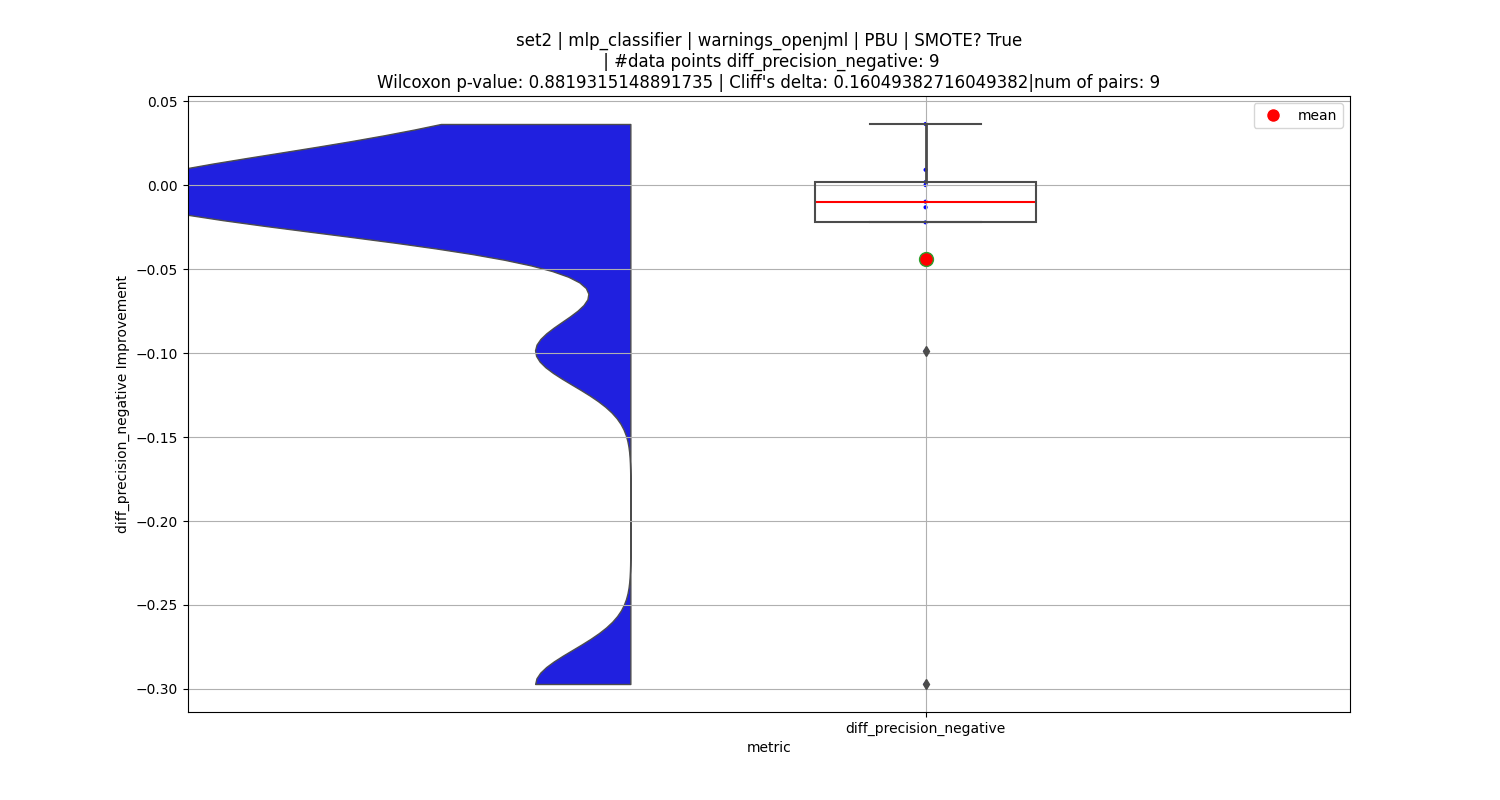 set2 | mlp_classifier | warnings_openjml | PBU | SMOTE? True
| #data points diff_precision_negative: 9
Wilcoxon p-value: 0.8819315148891735 | Cliff's delta: 0.16049382716049382|num of pairs: 9
mean
0.05
0.00
−0.05
−0.10
−0.15
−0.20
−0.25
−0.30
diff_precision_negative Improvement
diff_precision_negative
metric